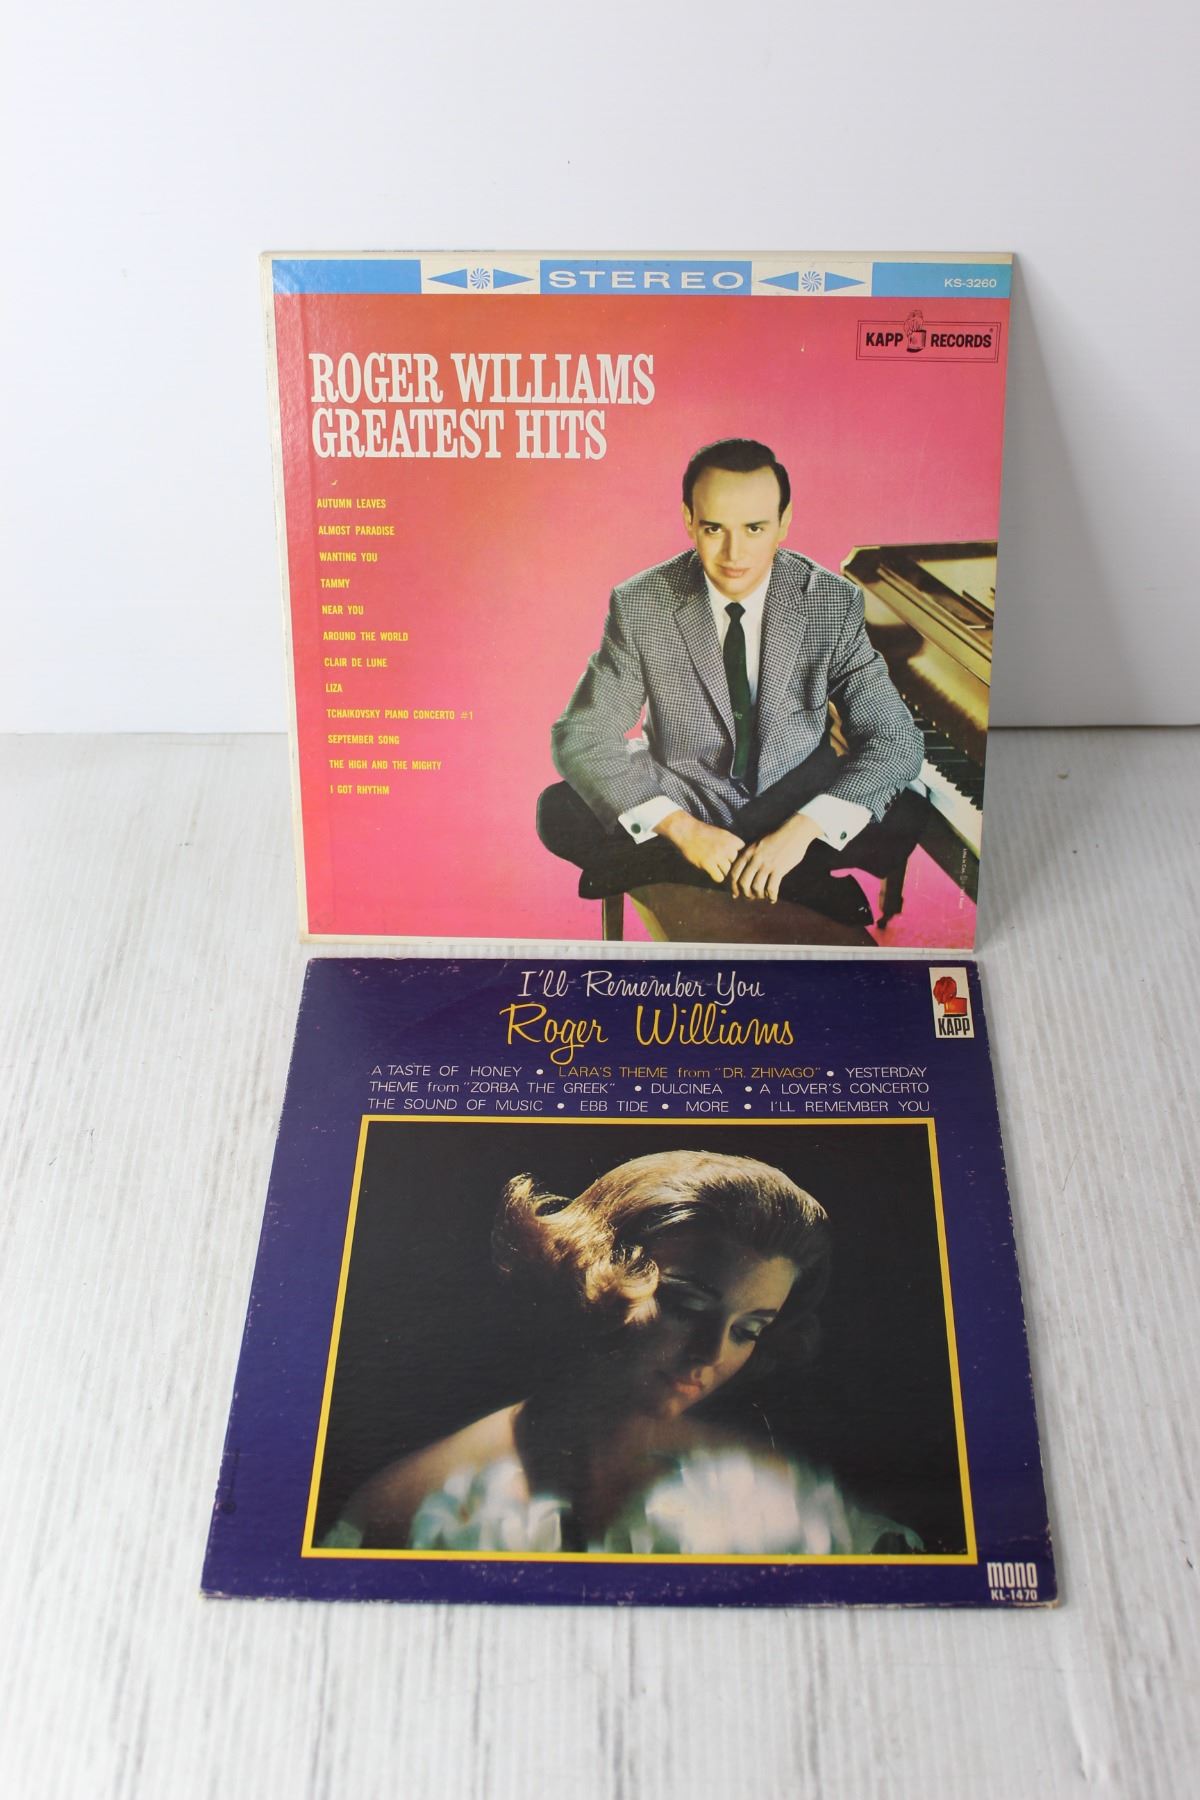 STEREO
KS-3260
KAPP RECORDS
ROGER WILLIAMS
GREATEST HITS
AUTUMN LEAVES
ALMOST PARADISE
WANTING YOU
TAMMY
NEAR YOU
AROUND THE WORLD
CLAIR DE LUNE
LIZA
TCHAIKOVSKY PIANO CONCERTO #1
SEPTEMBER SONG
THE HIGH AND THE MIGHTY
I GOT RHYTHM
I'll Remember You
Roger Williams
KAPP
A TASTE OF HONEY • LARA'S THEME from "DR. ZHIVAGO" • YESTERDAY
THEME from "ZORBA THE GREEK" • DULCINEA • A LOVER'S CONCERTO
THE SOUND OF MUSIC • EBB TIDE • MORE • I'LL REMEMBER YOU
mono
KL-1470